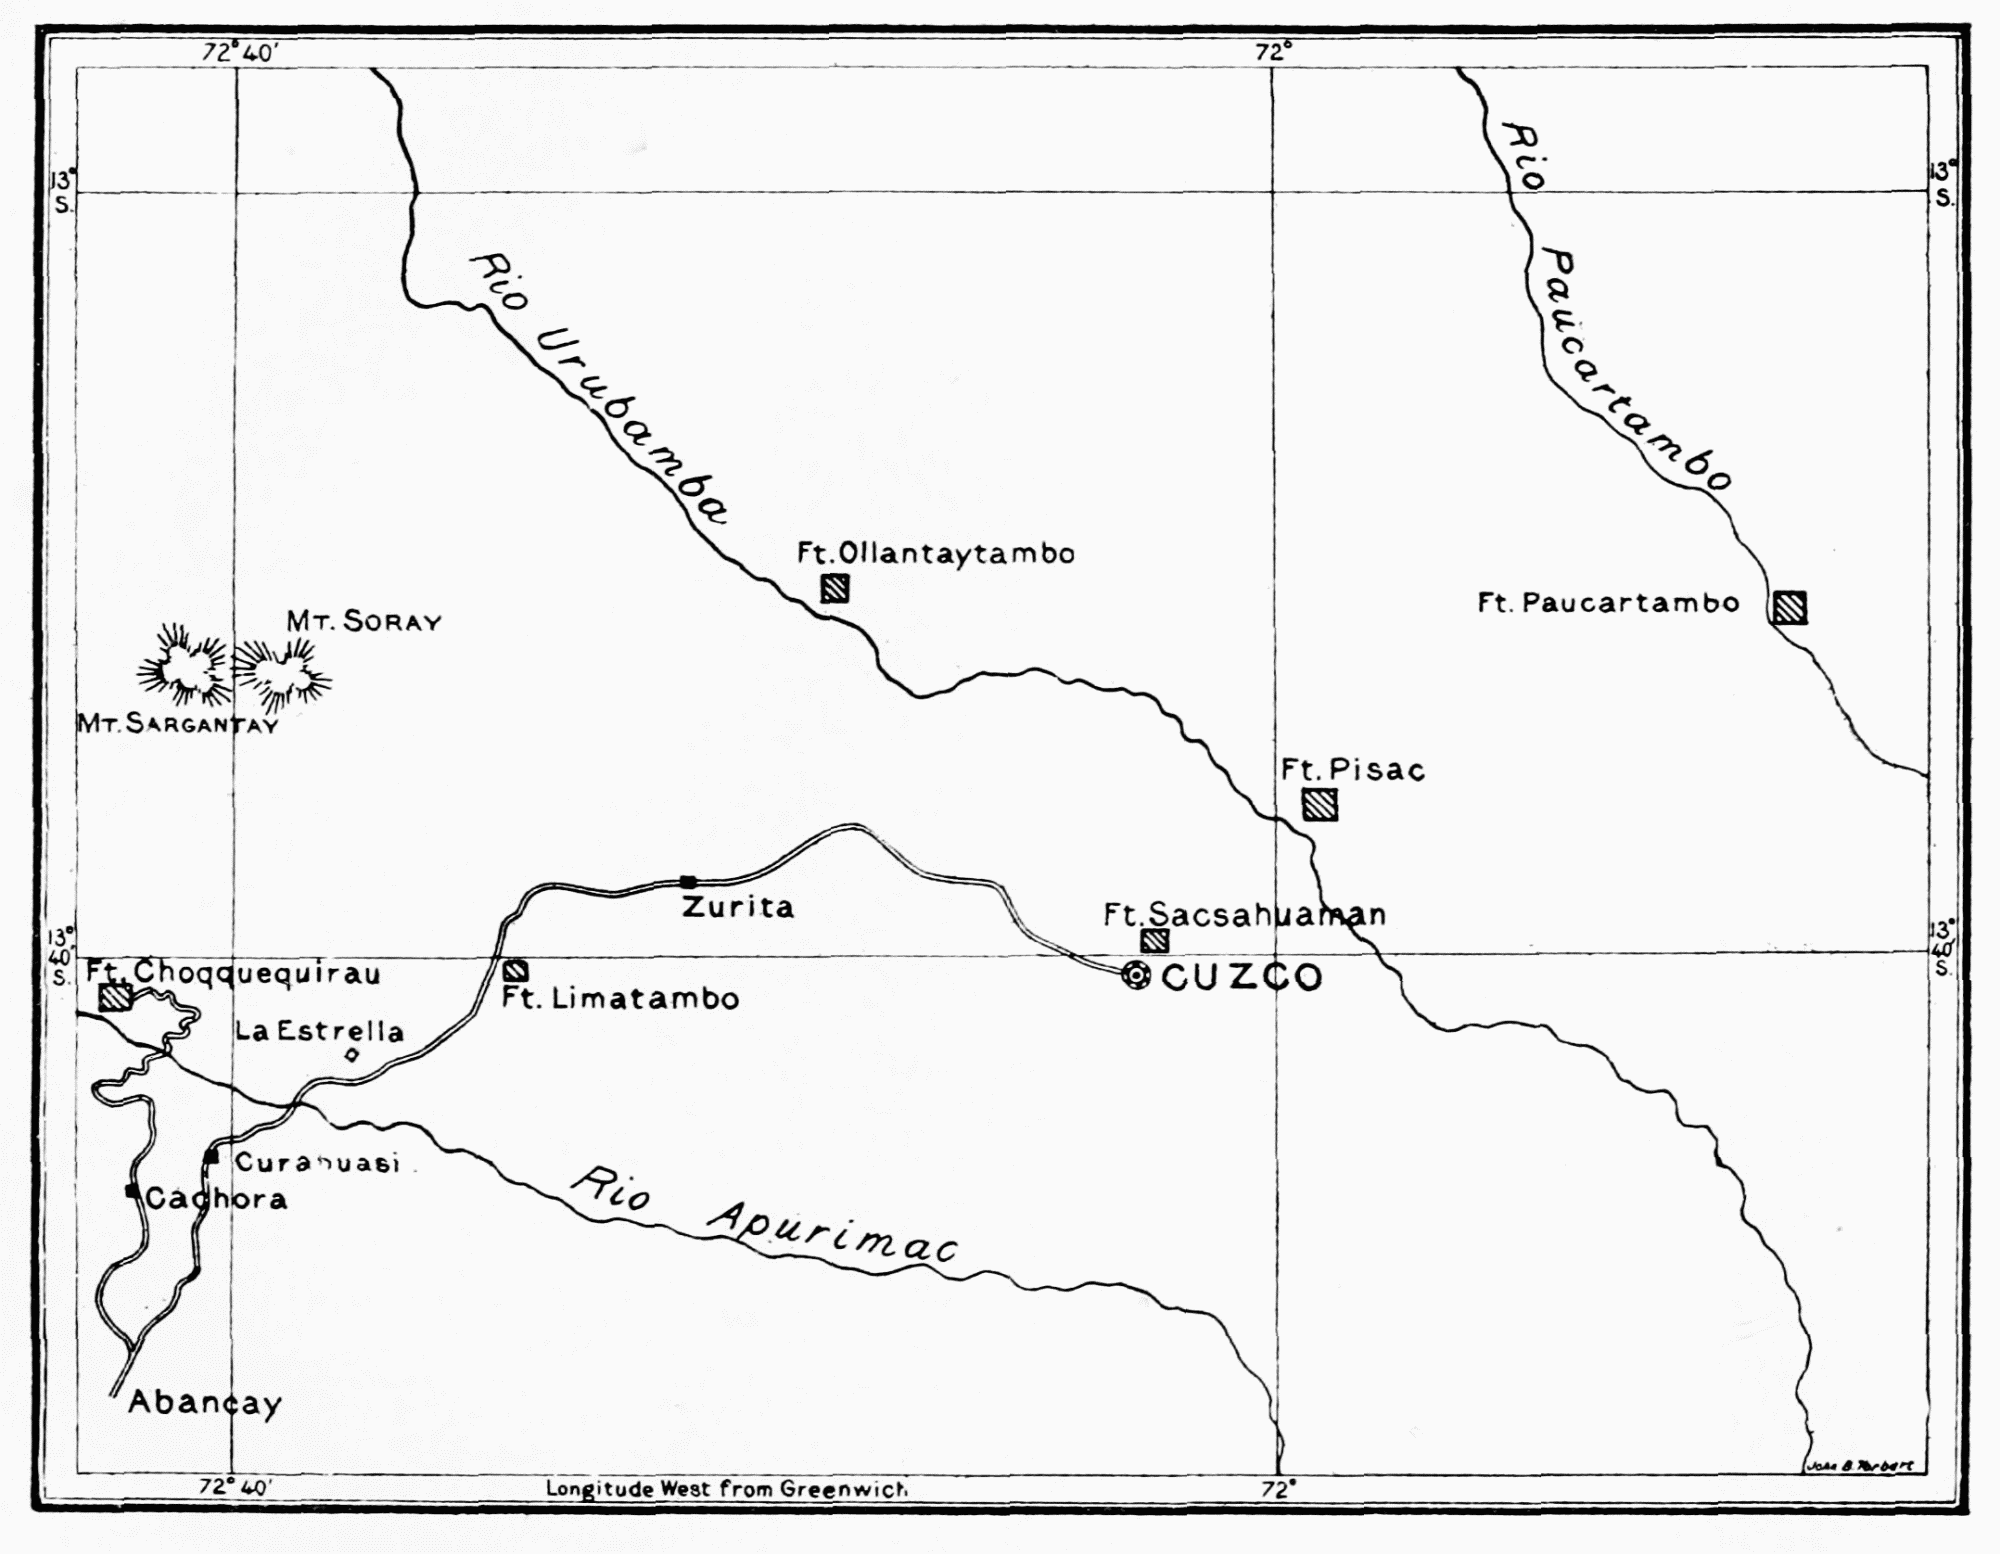 72°40'
72°
13°
S.
13°
S.
Rio
Paucartambo
Rio Urubamba
Ft. Ollantaytambo
Ft. Paucartambo
MT. SORAY
MT. SARGANTAY
Ft. Pisac
Zurita
Ft. Sacsahuaman
CUZCO
13°
40'
S.
13°
40'
S.
Ft. Choqquequirau
Ft. Limatambo
La Estrella
Curahuasi
Cachora
Rio Apurimac
Abancay
72°40'
Longitude West from Greenwich
72°